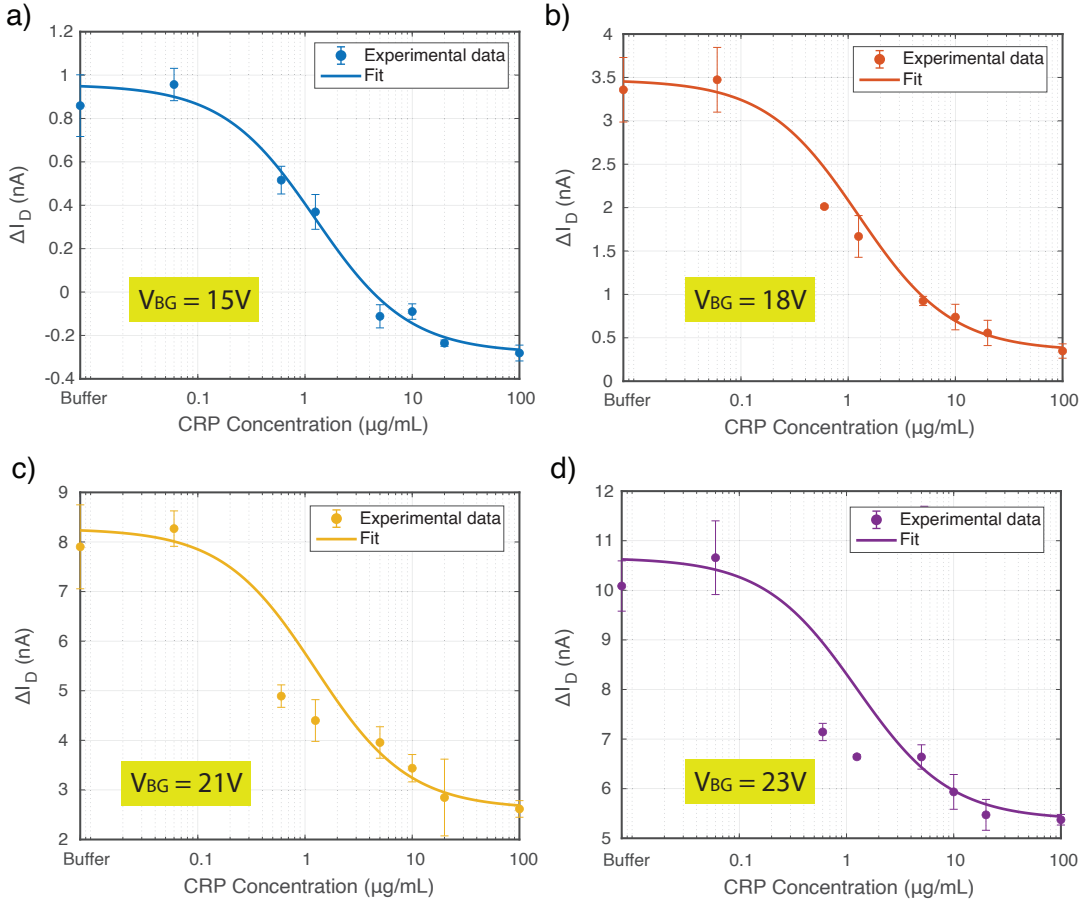 a)
1.2
1
0.8
0.6
0.4
0.2
0
-0.2
-0.4
ΔI_D (nA)
Experimental data
Fit
VBG = 15V
Buffer 0.1 1 10 100
CRP Concentration (μg/mL)
b)
4
3.5
3
2.5
2
1.5
1
0.5
0
ΔI_D (nA)
Experimental data
Fit
VBG = 18V
Buffer 0.1 1 10 100
CRP Concentration (μg/mL)
c)
9
8
7
6
5
4
3
2
ΔI_D (nA)
Experimental data
Fit
VBG = 21V
Buffer 0.1 1 10 100
CRP Concentration (μg/mL)
d)
12
11
10
9
8
7
6
5
ΔI_D (nA)
Experimental data
Fit
VBG = 23V
Buffer 0.1 1 10 100
CRP Concentration (μg/mL)